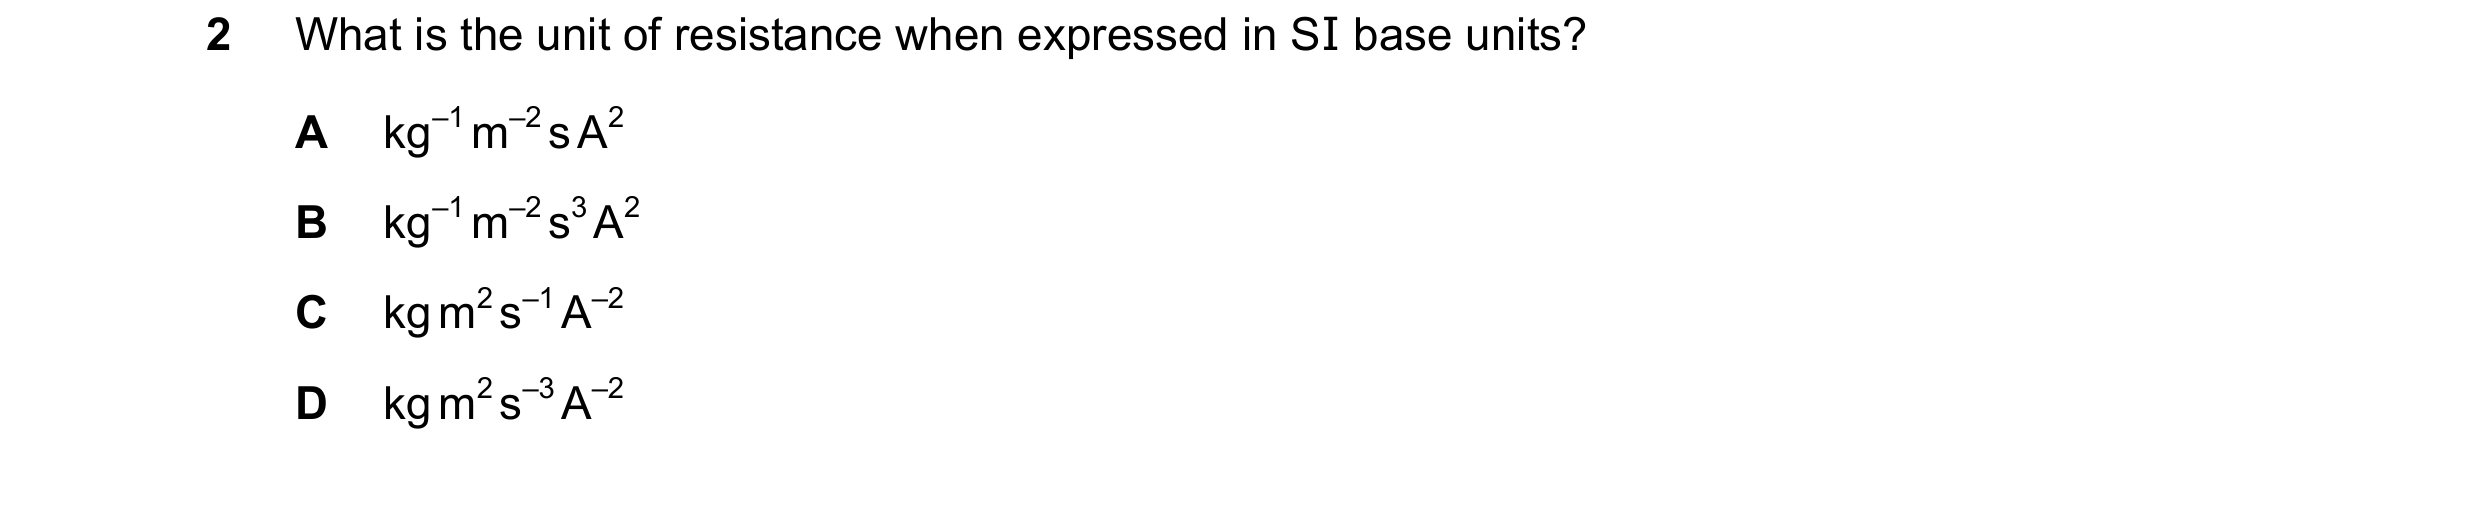 2 What is the unit of resistance when expressed in SI base units?
A kg⁻¹ m⁻² s A²
B kg⁻¹ m⁻² s³ A²
C kg m² s⁻¹ A⁻²
D kg m² s⁻³ A⁻²